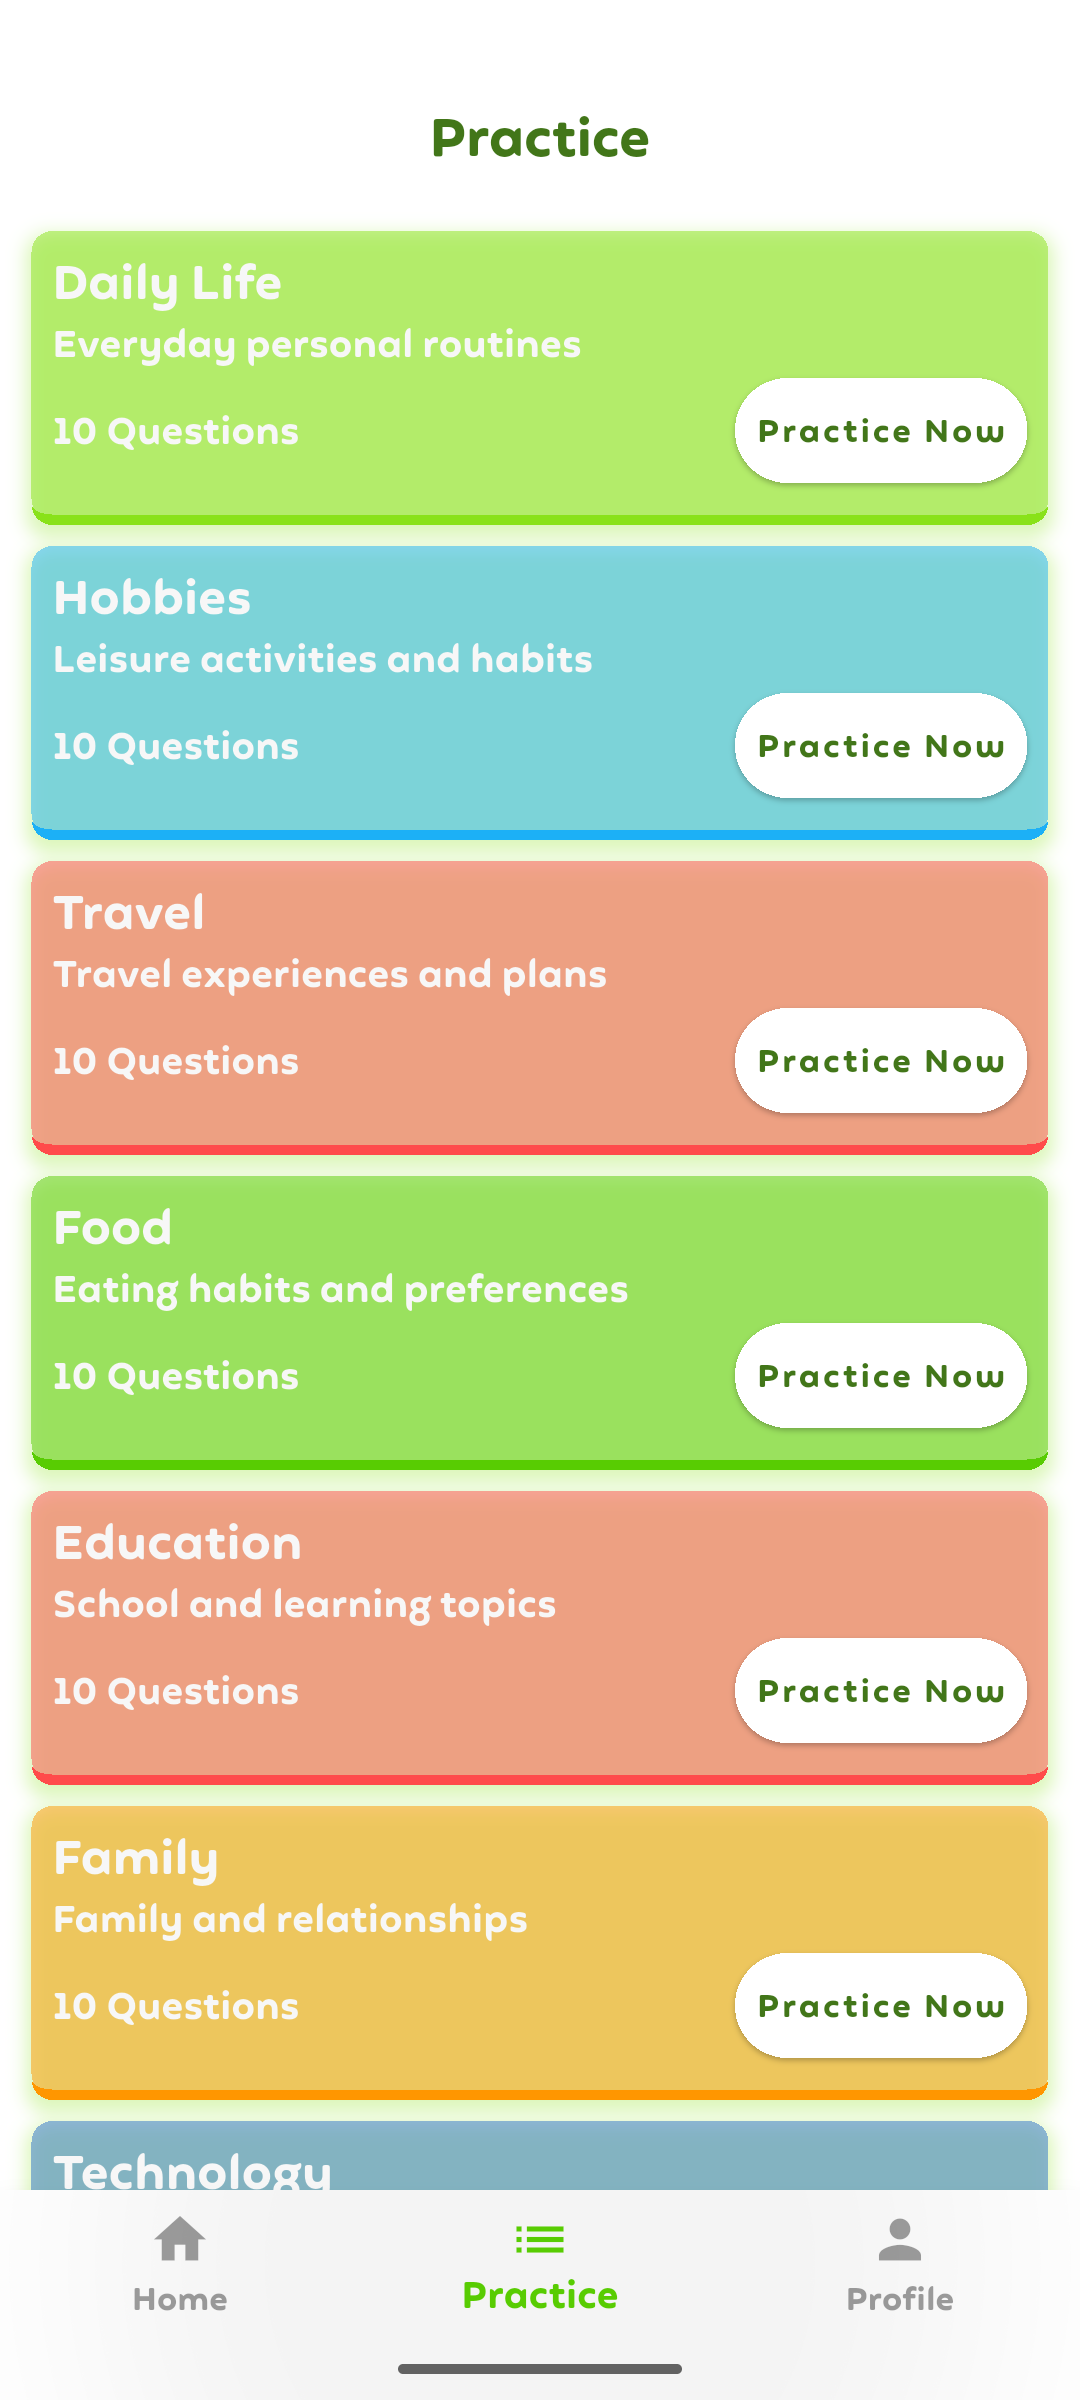 Practice
Daily Life
Everyday personal routines
10 Questions
Practice Now
Hobbies
Leisure activities and habits
10 Questions
Practice Now
Travel
Travel experiences and plans
10 Questions
Practice Now
Food
Eating habits and preferences
10 Questions
Practice Now
Education
School and learning topics
10 Questions
Practice Now
Family
Family and relationships
10 Questions
Practice Now
Technology
Home
Practice
Profile